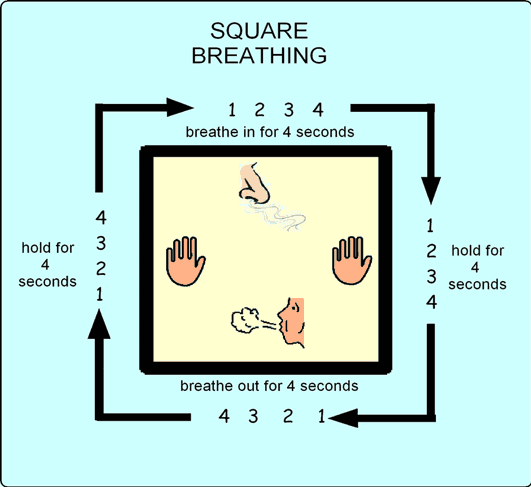 SQUARE
BREATHING
1 2 3 4
breathe in for 4 seconds
1
2
3
4
hold for
4
seconds
breathe out for 4 seconds
4 3 2 1
4
3
2
1
hold for
4
seconds